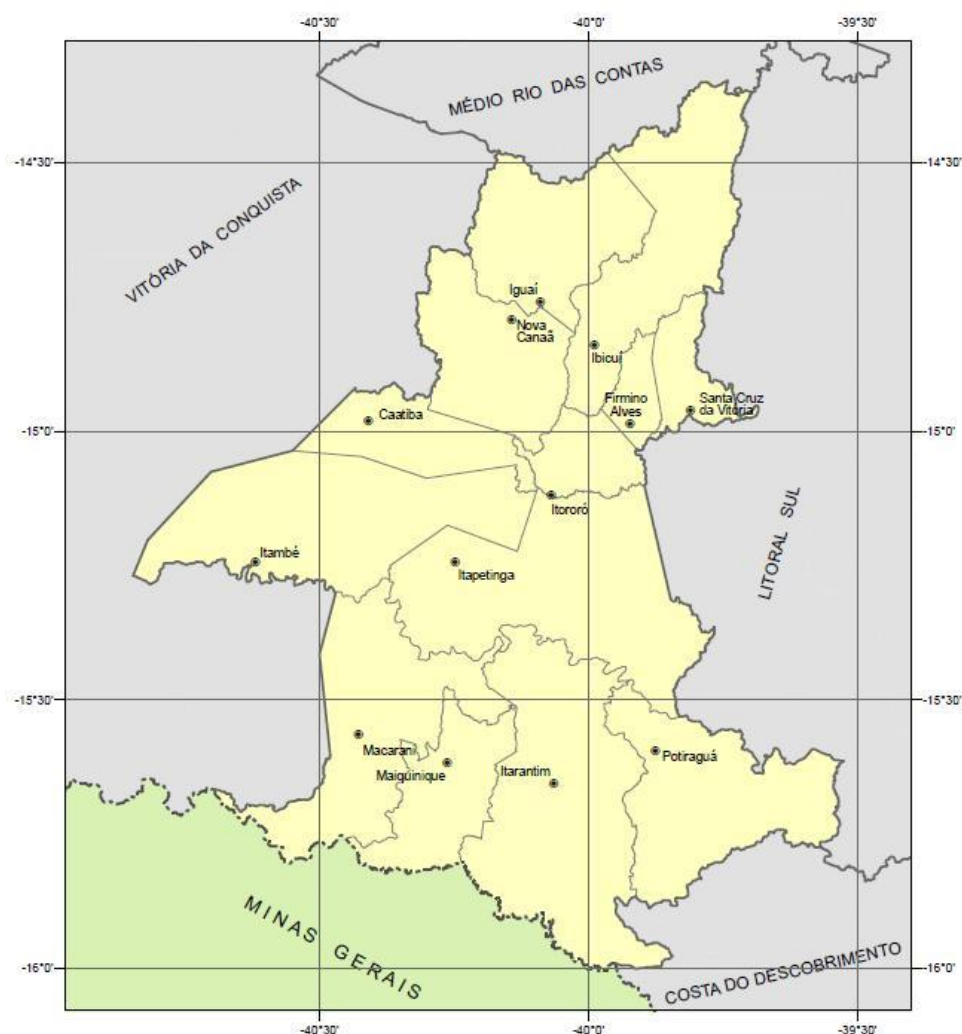 -40°30' -40°0' -39°30'
MÉDIO RIO DAS CONTAS
-14°30' -14°30'
VITÓRIA DA CONQUISTA
Iguaí
Nova
Canaã
Ibicuí
Firmino
Alves
Santa Cruz
da Vitória
Caatiba
-15°0' -15°0'
Itororó
LITORAL SUL
Itambé
Itapetinga
-15°30' -15°30'
Macarani
Maiquinique
Itarantim
Potiraguá
MINAS GERAIS
-16°0' -16°0'
COSTA DO DESCOBRIMENTO
-40°30' -40°0' -39°30'